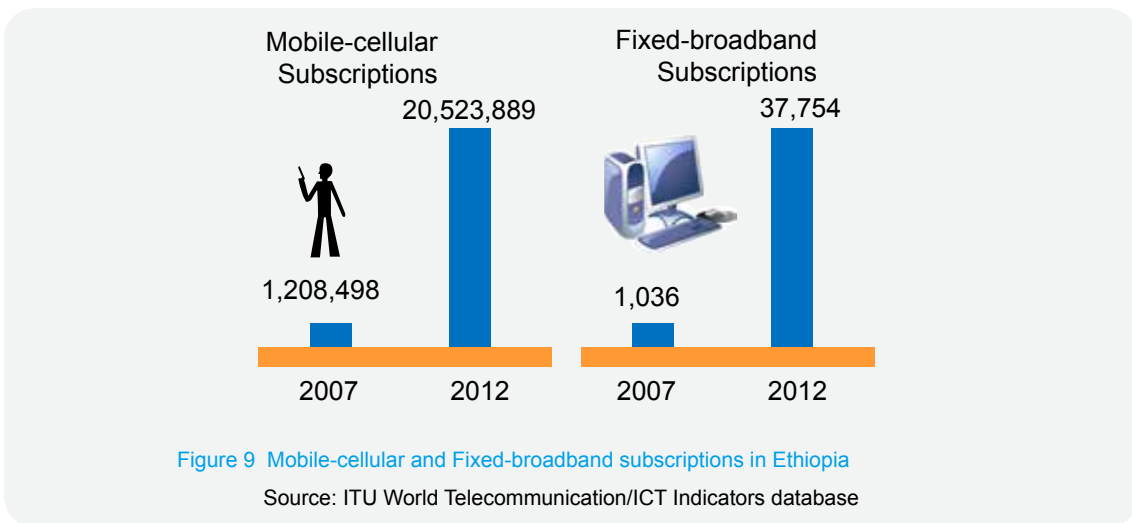 Mobile-cellular
Subscriptions
20,523,889
1,208,498
2007 2012
Fixed-broadband
Subscriptions
37,754
1,036
2007 2012
Figure 9 Mobile-cellular and Fixed-broadband subscriptions in Ethiopia
Source: ITU World Telecommunication/ICT Indicators database